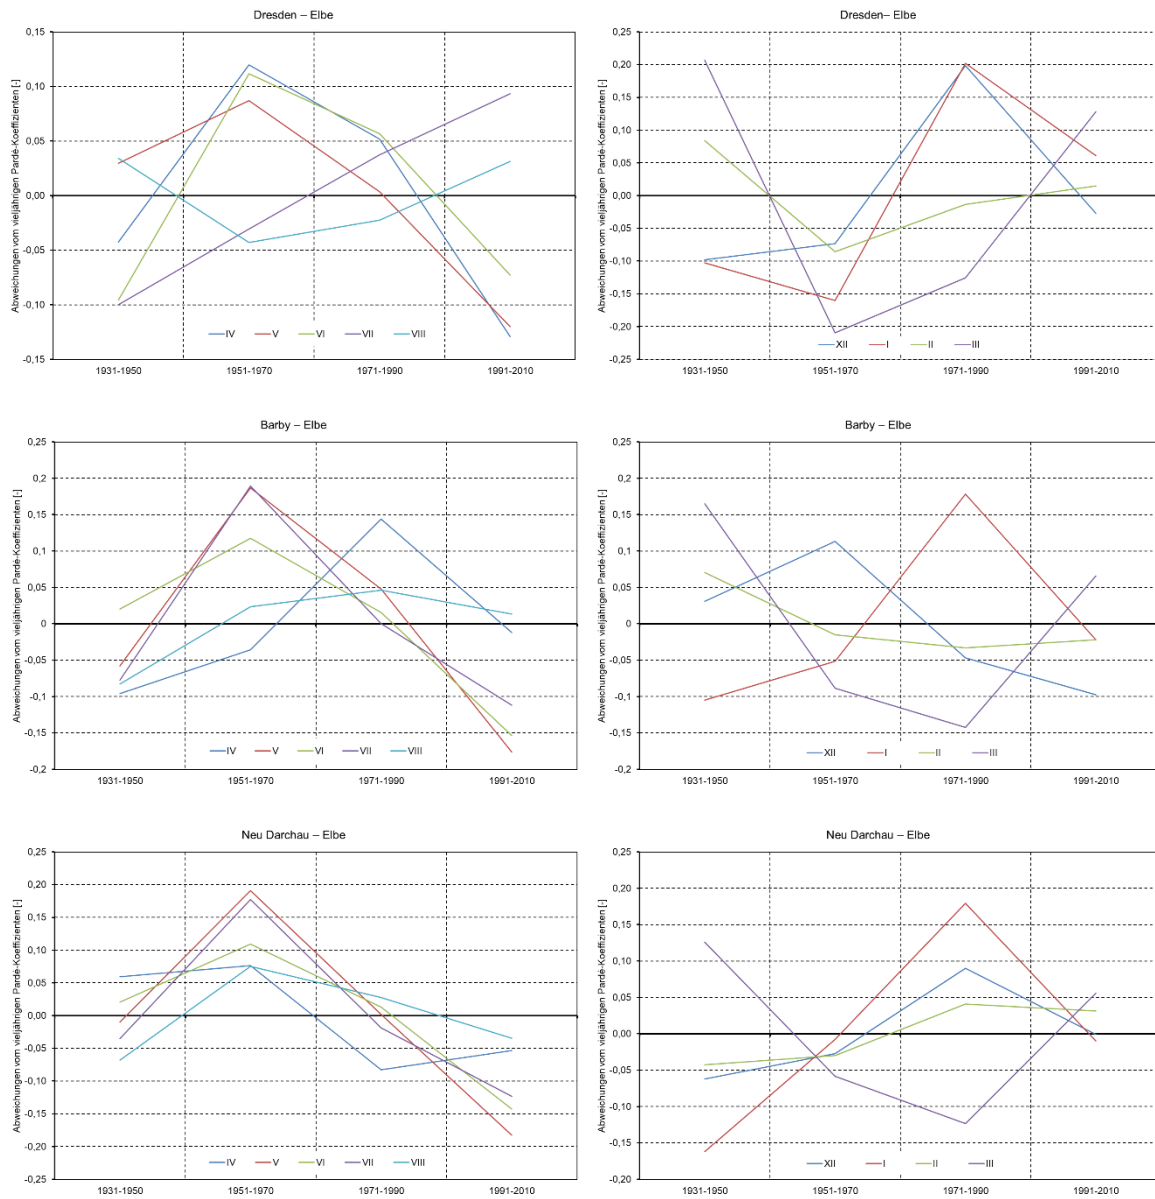 Dresden – Elbe
Abweichungen vom vieljährigen Pardé-Koeffizienten [-]
0,15
0,10
0,05
0,00
-0,05
-0,10
-0,15
IV V VI VII VIII
1931-1950 1951-1970 1971-1990 1991-2010
Dresden– Elbe
Abweichungen vom vieljährigen Pardé-Koeffizienten [-]
0,25
0,20
0,15
0,10
0,05
0,00
-0,05
-0,10
-0,15
-0,20
-0,25
XII I II III
1931-1950 1951-1970 1971-1990 1991-2010
Barby – Elbe
Abweichungen vom vieljährigen Pardé-Koeffizienten [-]
0,25
0,2
0,15
0,1
0,05
0
-0,05
-0,1
-0,15
-0,2
IV V VI VII VIII
1931-1950 1951-1970 1971-1990 1991-2010
Barby – Elbe
Abweichungen vom vieljährigen Pardé-Koeffizienten [-]
0,25
0,2
0,15
0,1
0,05
0
-0,05
-0,1
-0,15
-0,2
XII I II III
1931-1950 1951-1970 1971-1990 1991-2010
Neu Darchau – Elbe
Abweichungen vom vieljährigen Pardé-Koeffizienten [-]
0,25
0,20
0,15
0,10
0,05
0,00
-0,05
-0,10
-0,15
-0,20
-0,25
IV V VI VII VIII
1931-1950 1951-1970 1971-1990 1991-2010
Neu Darchau – Elbe
Abweichungen vom vieljährigen Pardé-Koeffizienten [-]
0,25
0,20
0,15
0,10
0,05
0,00
-0,05
-0,10
-0,15
-0,20
XII I II III
1931-1950 1951-1970 1971-1990 1991-2010